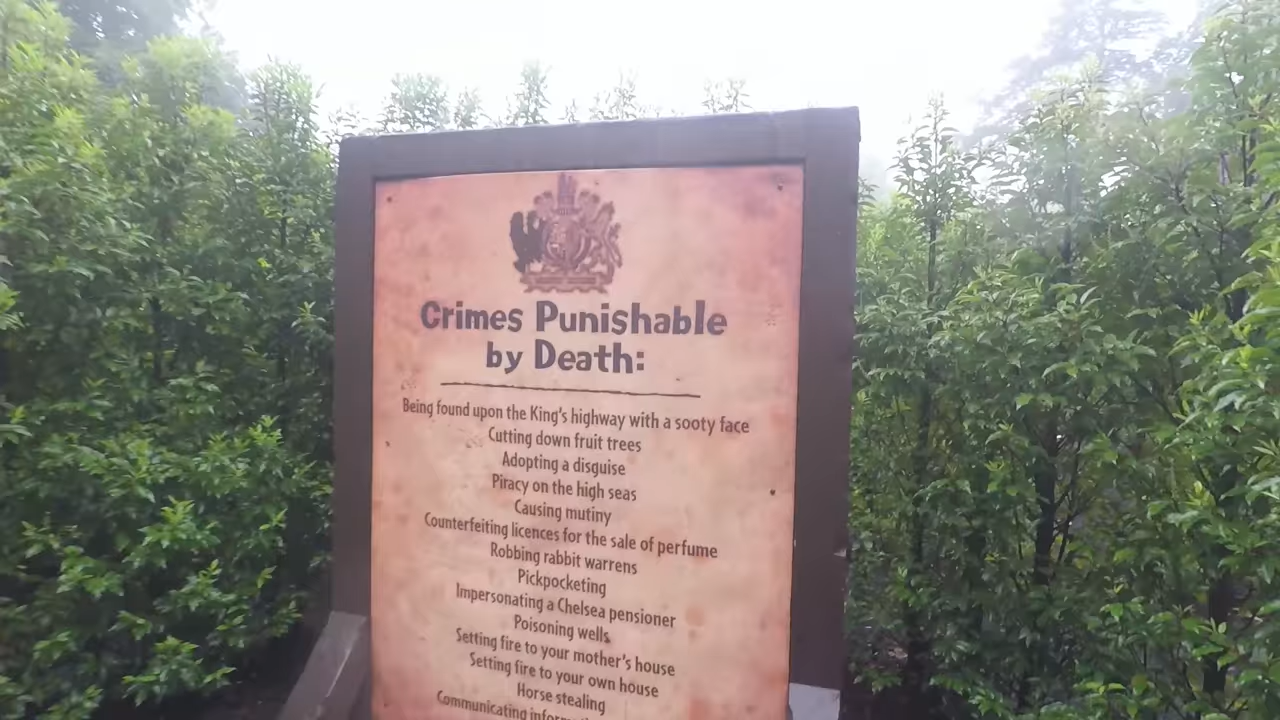 Crimes Punishable
by Death:
Being found upon the King's highway with a sooty face
Cutting down fruit trees
Adopting a disguise
Piracy on the high seas
Causing mutiny
Counterfeiting licences for the sale of perfume
Robbing rabbit warrens
Pickpocketing
Impersonating a Chelsea pensioner
Poisoning wells
Setting fire to your mother's house
Setting fire to your own house
Horse stealing
Communicating